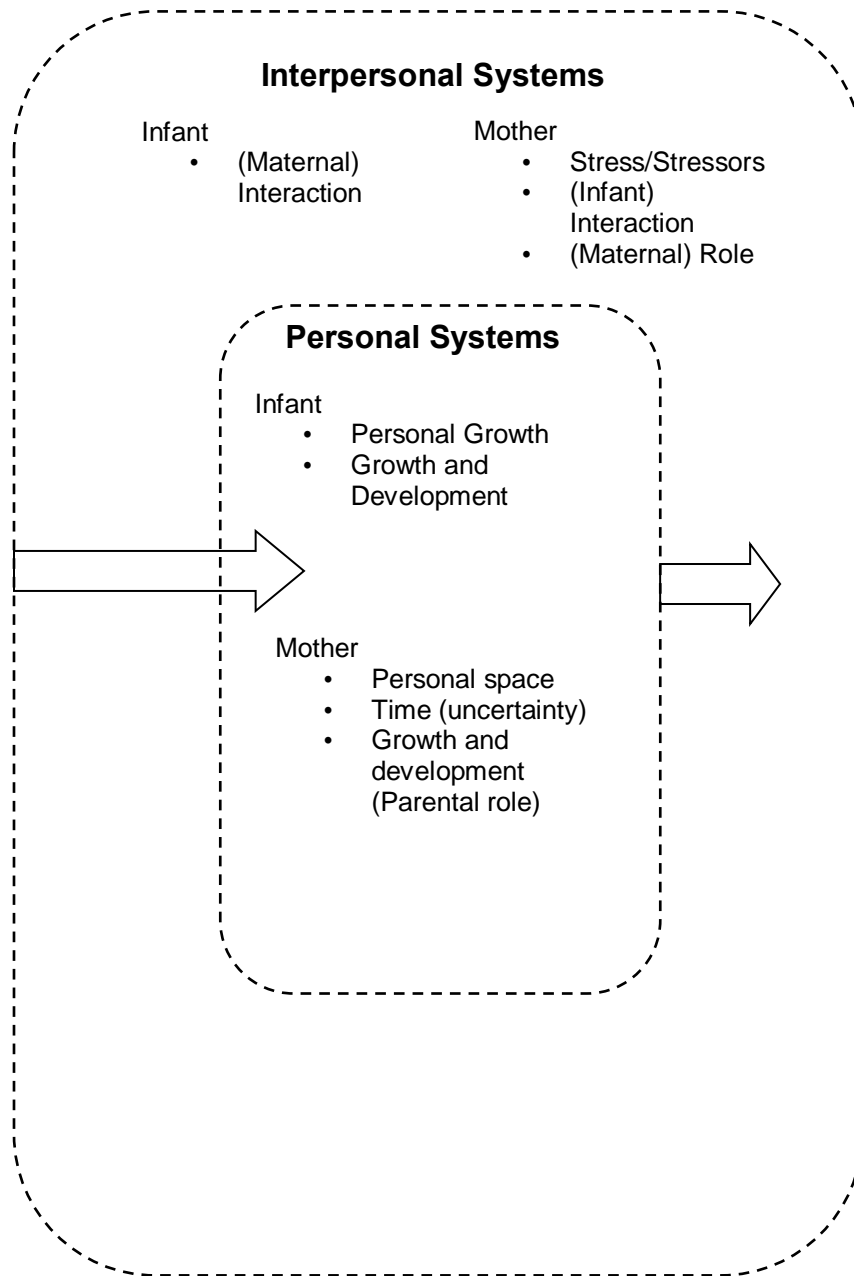 Interpersonal Systems
Infant
• (Maternal)
Interaction
Mother
• Stress/Stressors
• (Infant)
Interaction
• (Maternal) Role
Personal Systems
Infant
• Personal Growth
• Growth and
Development
Mother
• Personal space
• Time (uncertainty)
• Growth and
development
(Parental role)